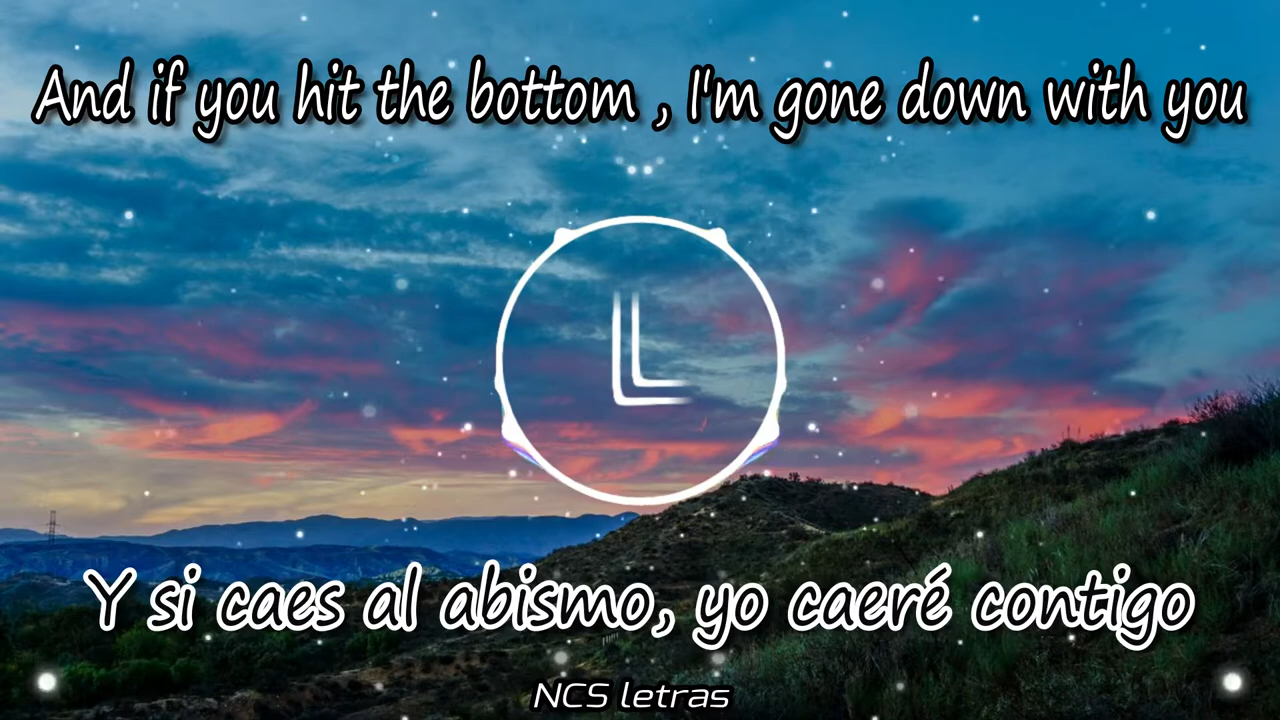 And if you hit the bottom , I'm gone down with you
Y si caes al abismo, yo caeré contigo
NCS letras